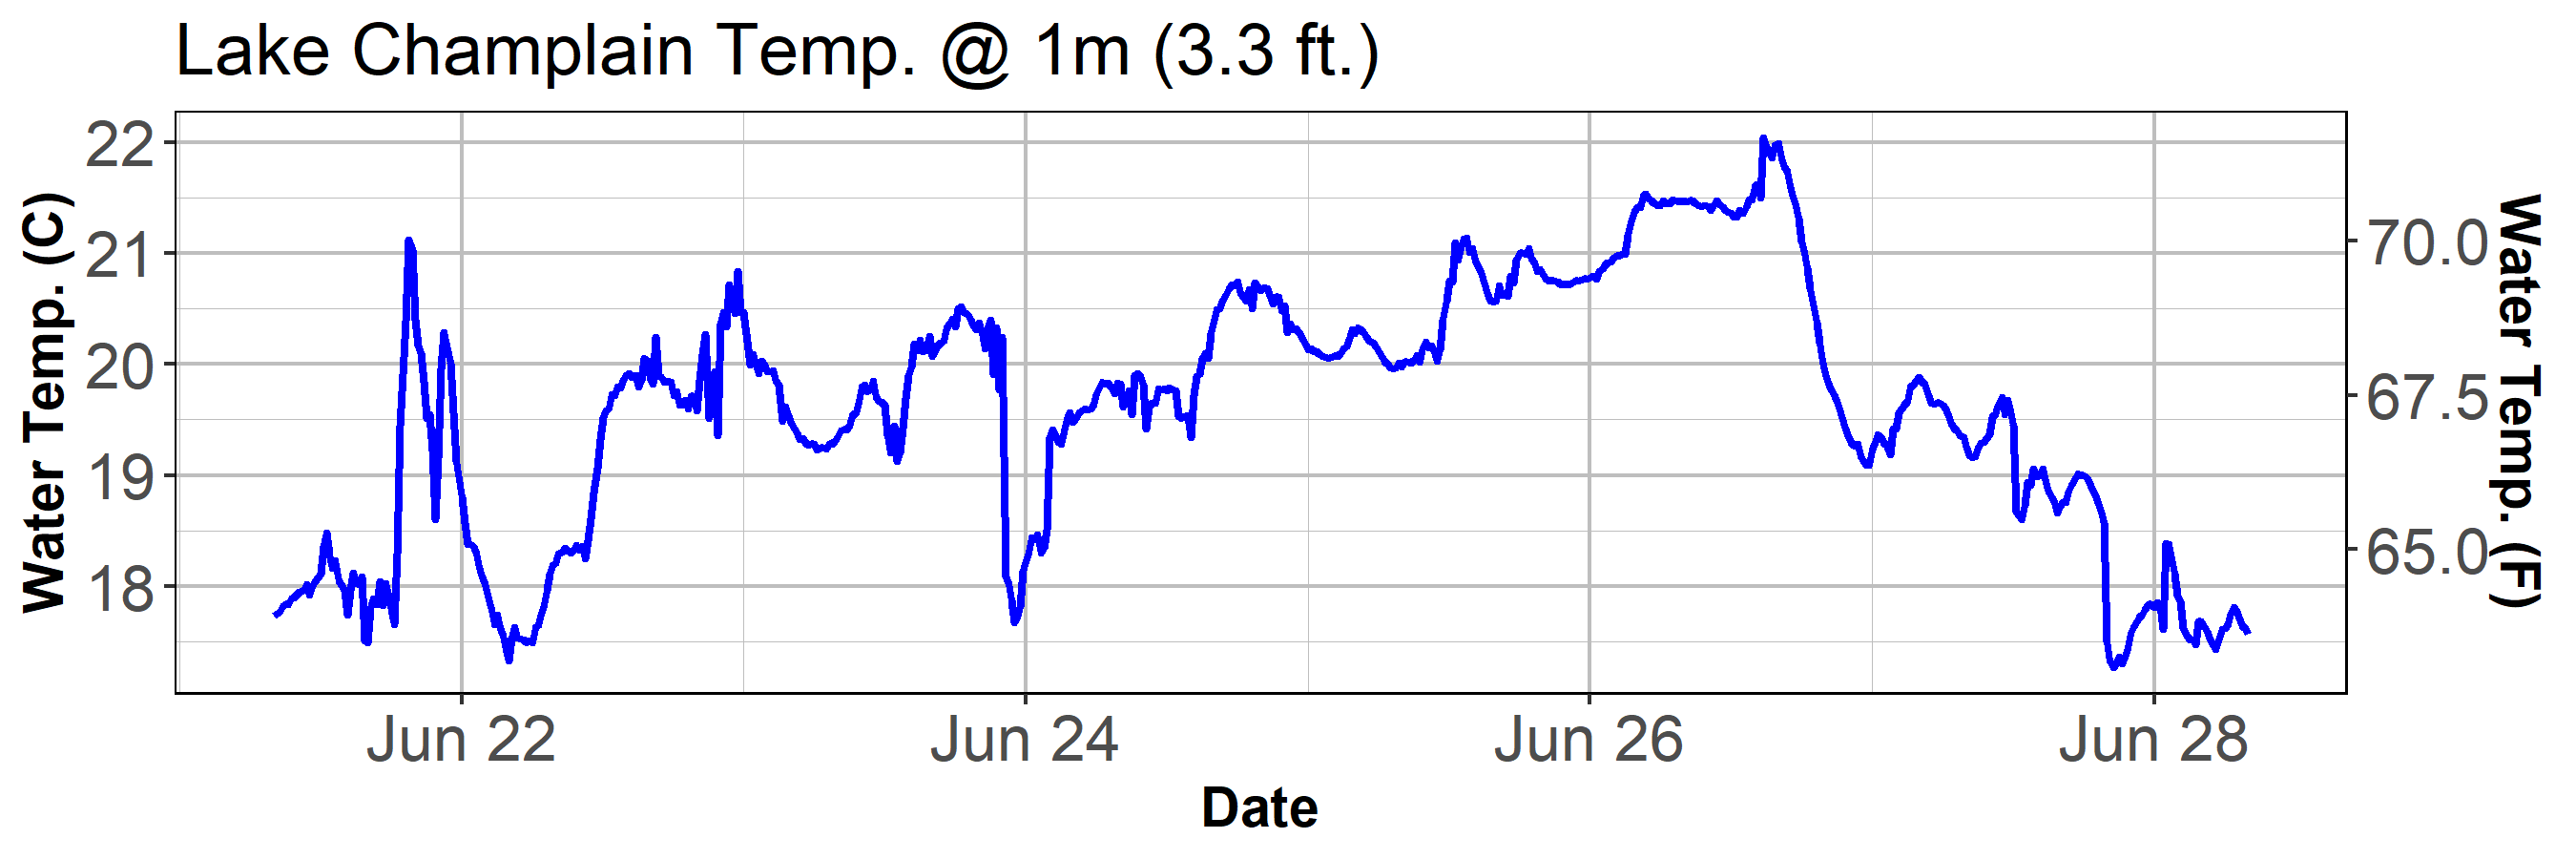 Lake Champlain Temp. @ 1m (3.3 ft.)
Water Temp. (C)
22
21
20
19
18
70.0
67.5
65.0
Water Temp. (F)
Jun 22
Jun 24
Jun 26
Jun 28
Date